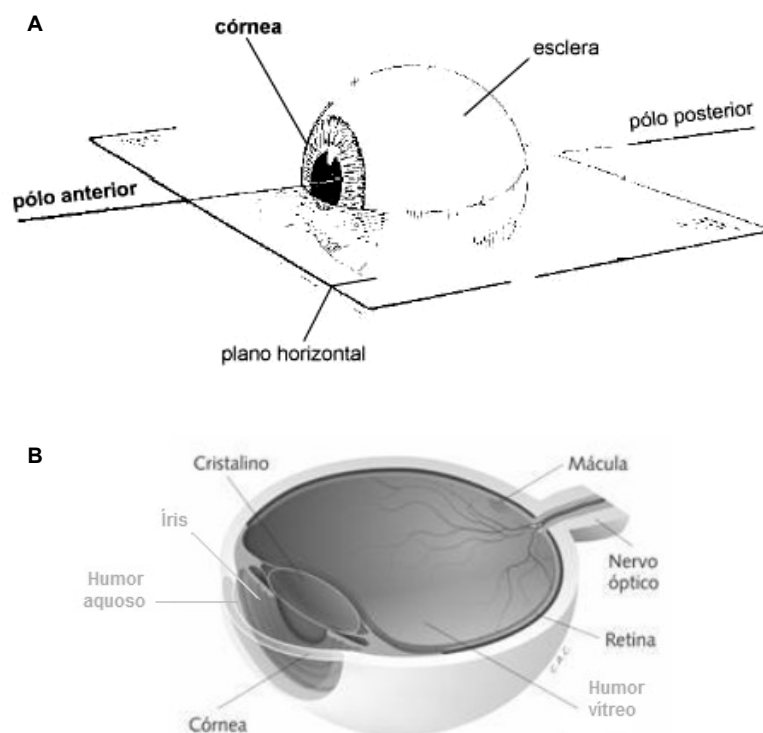 A
córnea
esclera
pólo posterior
pólo anterior
plano horizontal
B
Cristalino
Mácula
Íris
Humor
aquoso
Nervo
óptico
Retina
Humor
vítreo
Córnea
C.A.C.